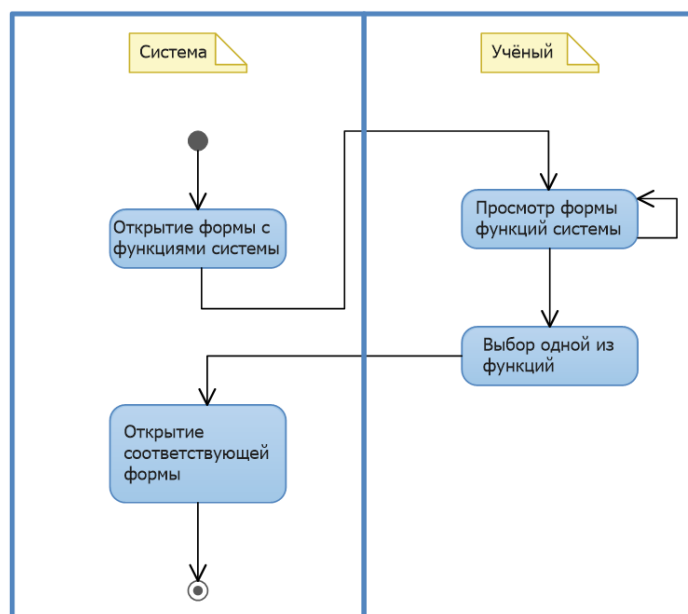 Система
Учёный
Открытие формы с
функциями системы
Просмотр формы
функций системы
Выбор одной из
функций
Открытие
соответствующей
формы